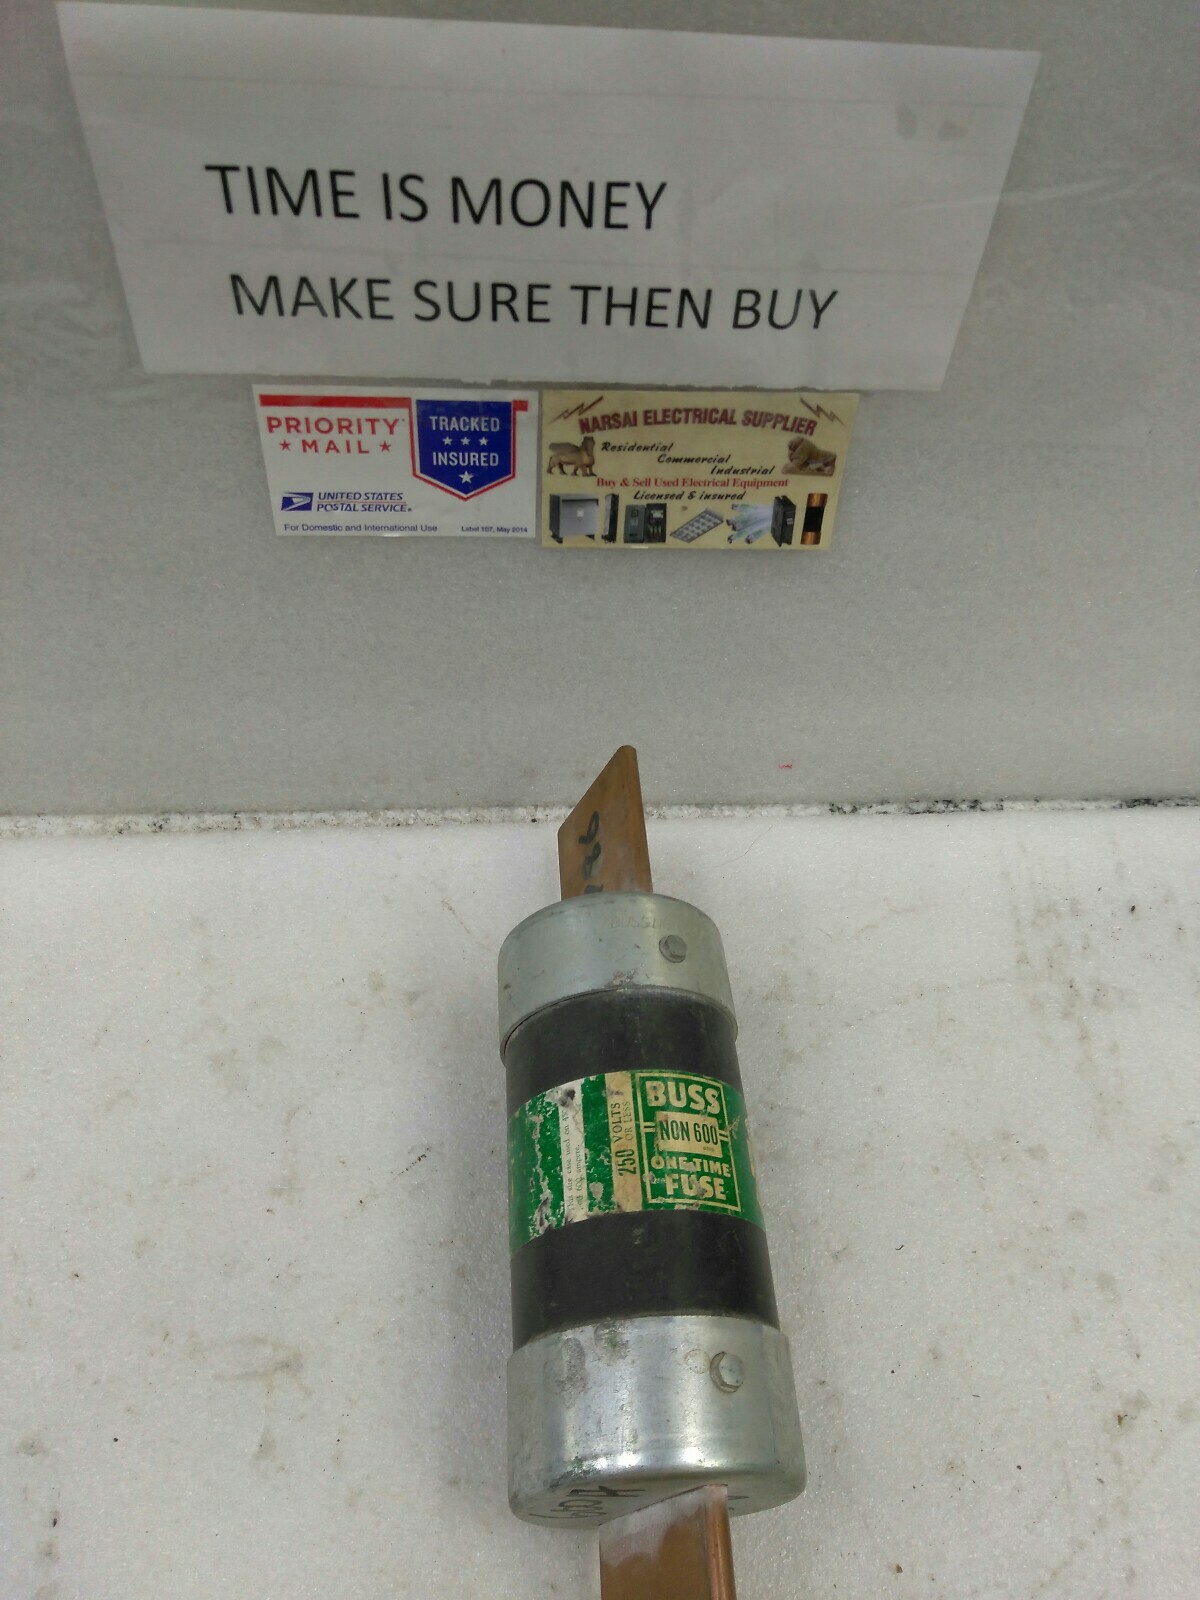 TIME IS MONEY
MAKE SURE THEN BUY
PRIORITY
★ MAIL ★
TRACKED
★ ★ ★
INSURED
★
UNITED STATES
POSTAL SERVICE®
For Domestic and International Use
Label 107, May 2014
NARSAI ELECTRICAL SUPPLIER
Residential
Commercial
Industrial
Buy & Sell Used Electrical Equipment
Licensed & insured
250 VOLTS
OR LESS
BUSS
NON 600
ONE-TIME
FUSE